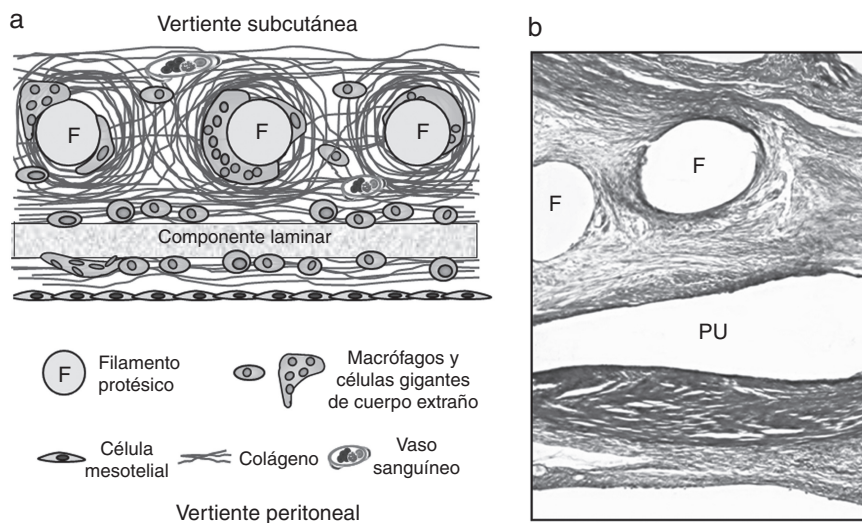 a
Vertiente subcutánea
F
F
F
Componente laminar
F
Filamento
protésico
Macrófagos y
células gigantes
de cuerpo extraño
Célula
mesotelial
Colágeno
Vaso
sanguíneo
Vertiente peritoneal
b
F
F
PU